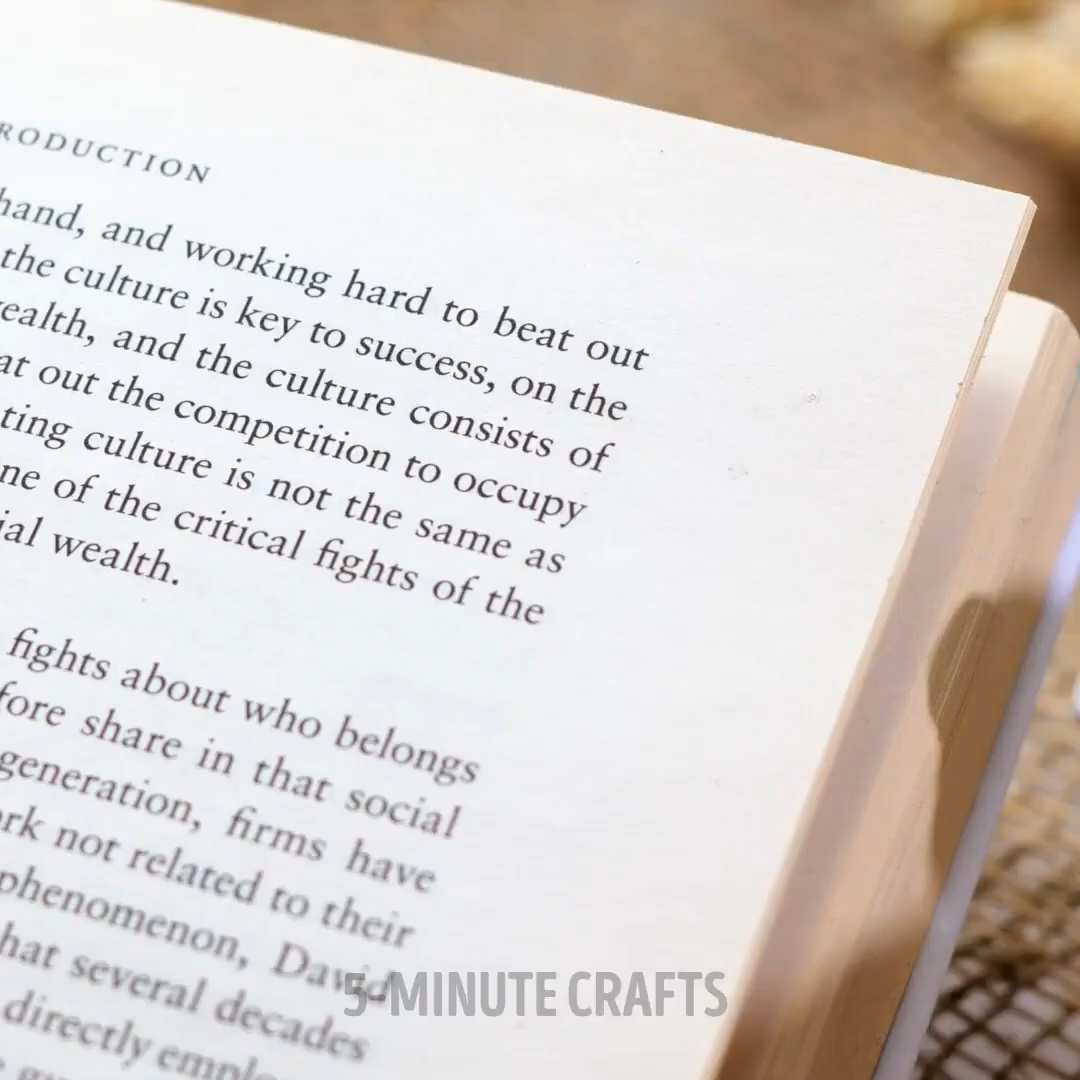 RODUCTION
hand, and working hard to beat out
the culture is key to success, on the
ealth, and the culture consists of
at out the competition to occupy
ting culture is not the same as
ne of the critical fights of the
ial wealth.
fights about who belongs
fore share in that social
generation, firms have
rk not related to their
phenomenon, David
hat several decades
directly emplo
5-MINUTE CRAFTS